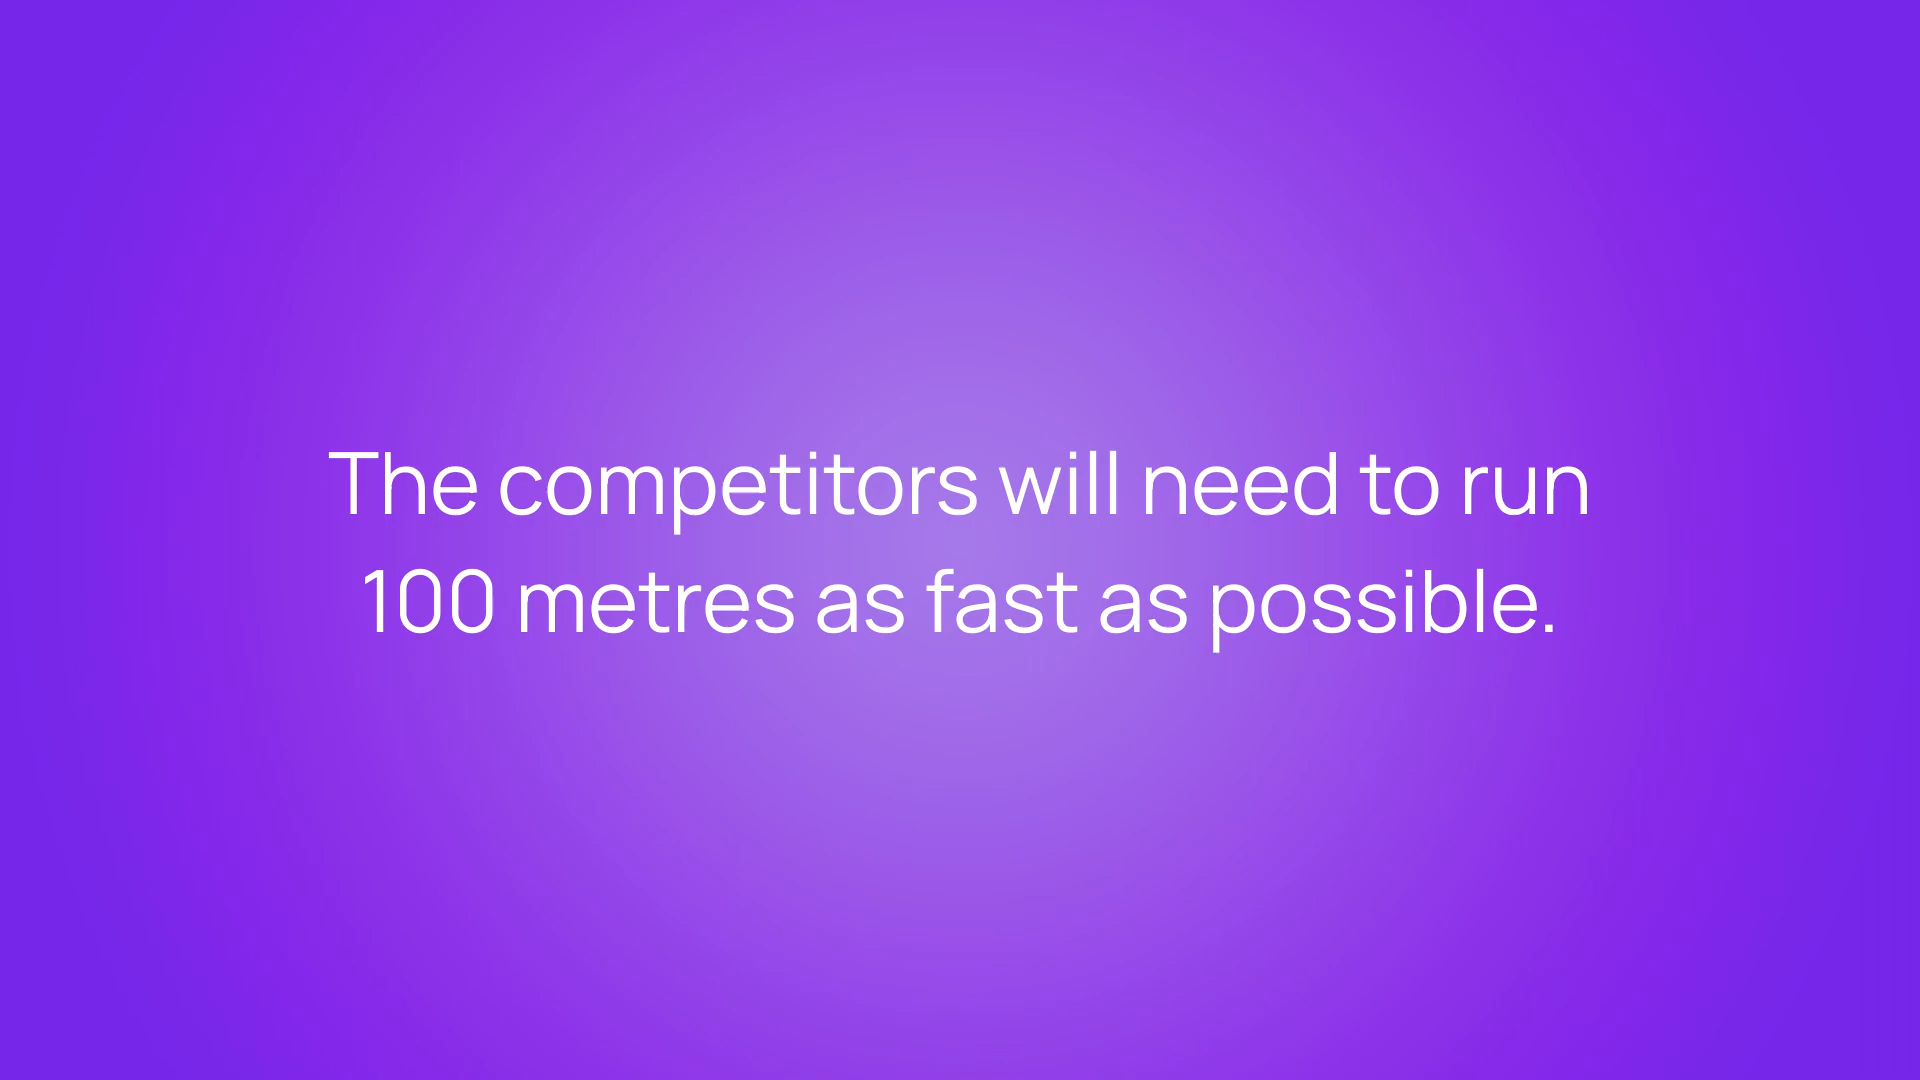 The competitors will need to run
100 metres as fast as possible.